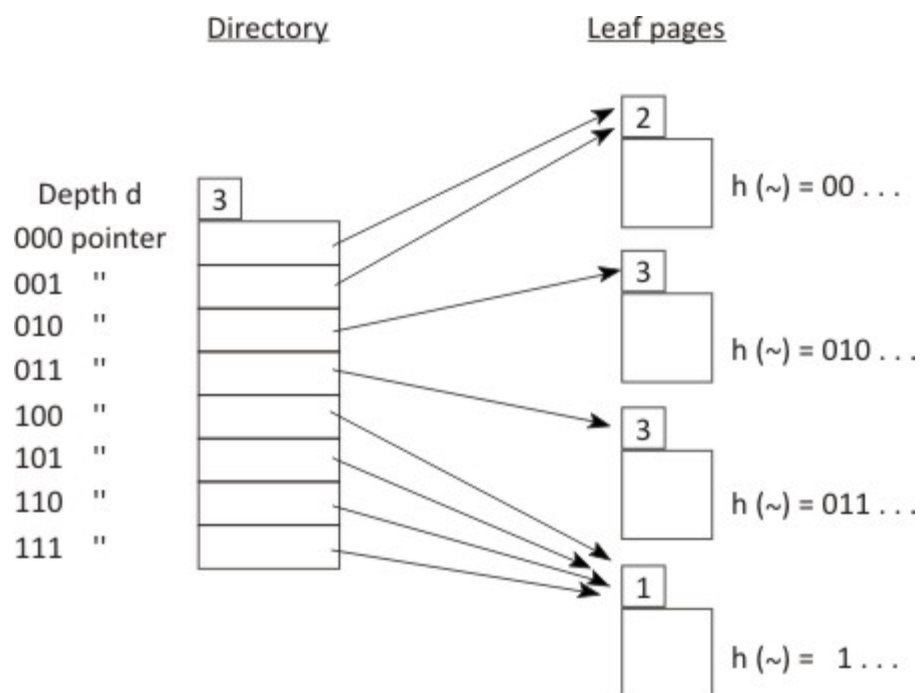 Directory
Leaf pages
2
h (~) = 00 . . .
Depth d
3
000 pointer
001 "
010 "
011 "
100 "
101 "
110 "
111 "
3
h (~) = 010 . . .
3
h (~) = 011 . . .
1
h (~) = 1 . . .